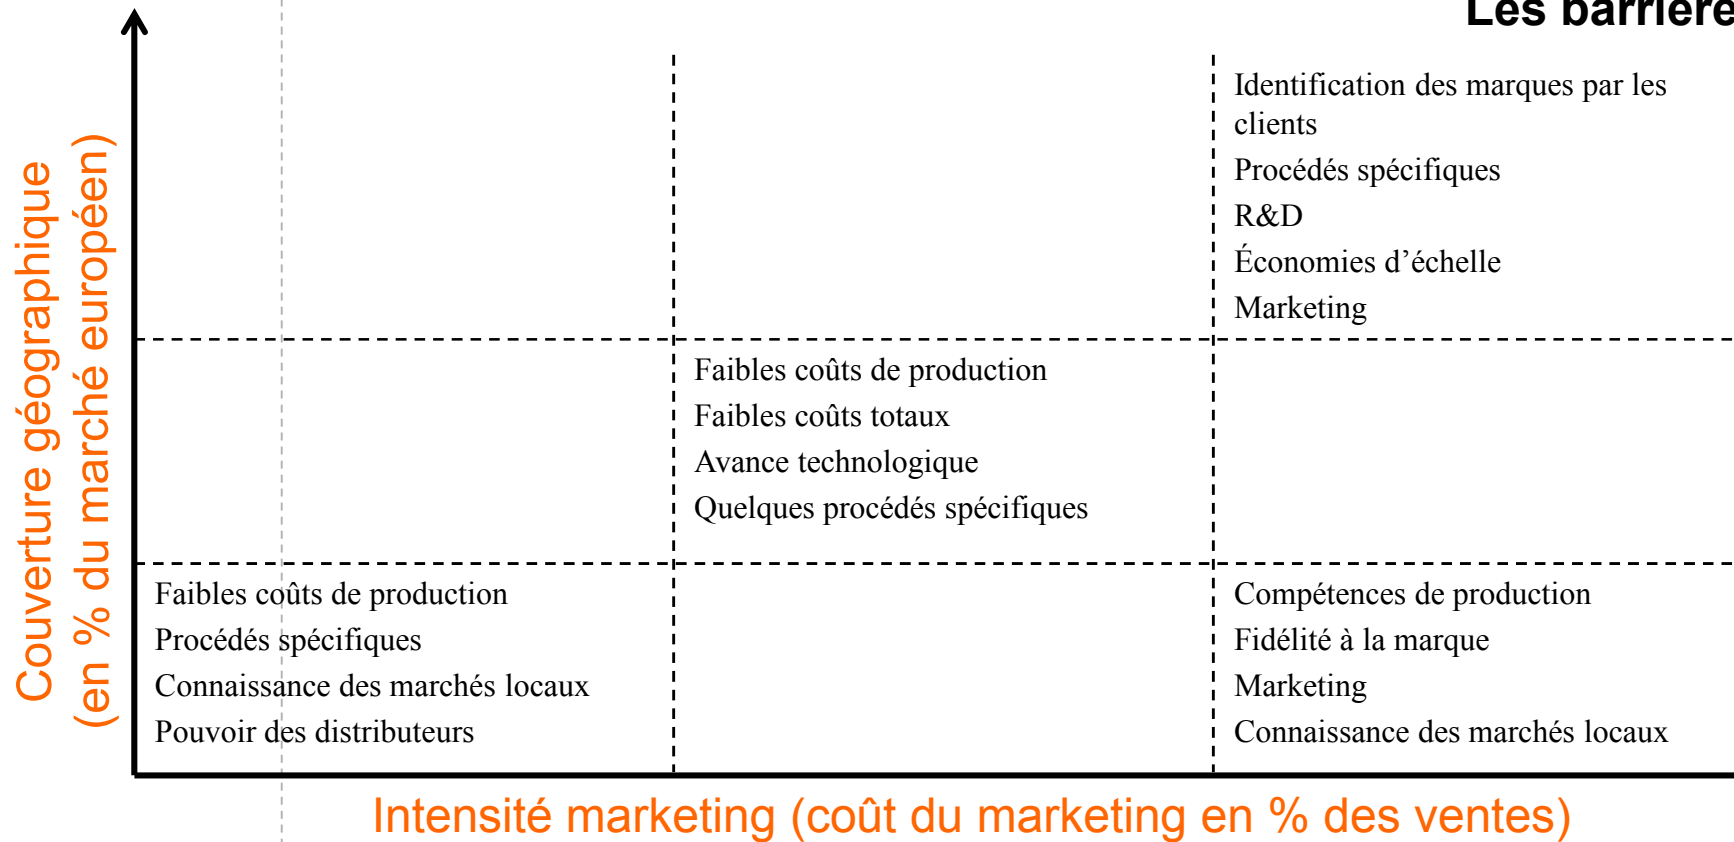 Les barrière
Identification des marques par les
clients
Procédés spécifiques
R&D
Économies d’échelle
Marketing
Couverture géographique
(en % du marché européen)
Faibles coûts de production
Faibles coûts totaux
Avance technologique
Quelques procédés spécifiques
Faibles coûts de production
Procédés spécifiques
Connaissance des marchés locaux
Pouvoir des distributeurs
Compétences de production
Fidélité à la marque
Marketing
Connaissance des marchés locaux
Intensité marketing (coût du marketing en % des ventes)